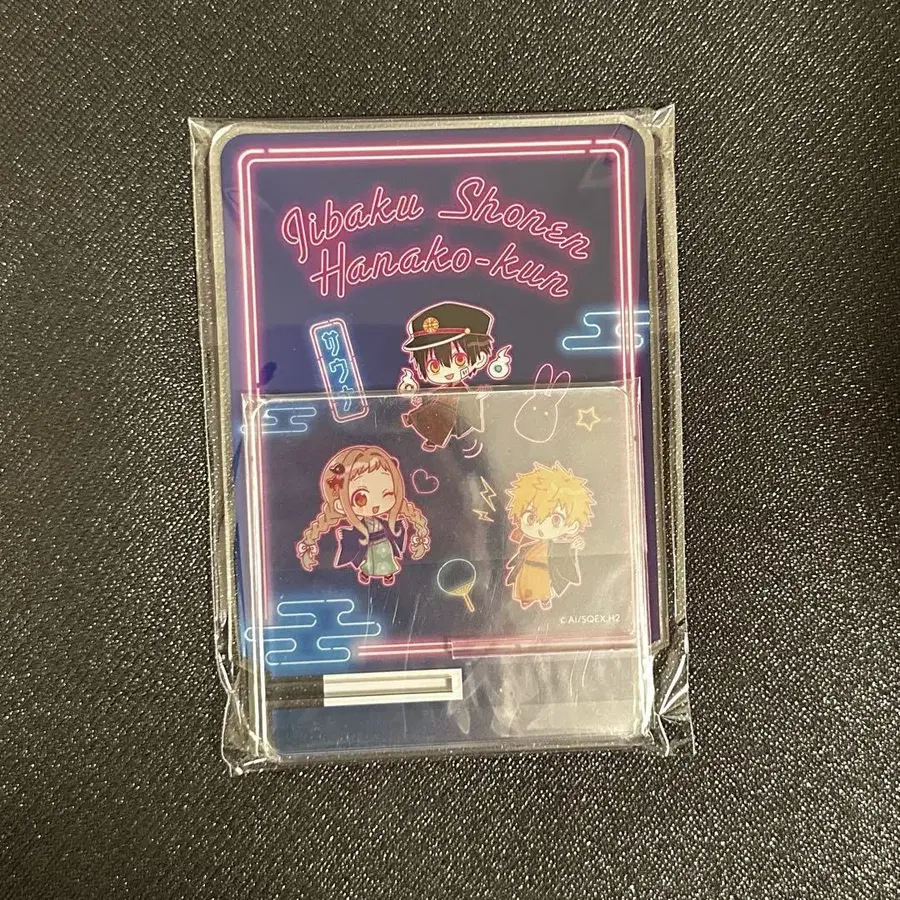 Jibaku Shonen
Hanako-kun
サウナ
© AI/SQEX,H2